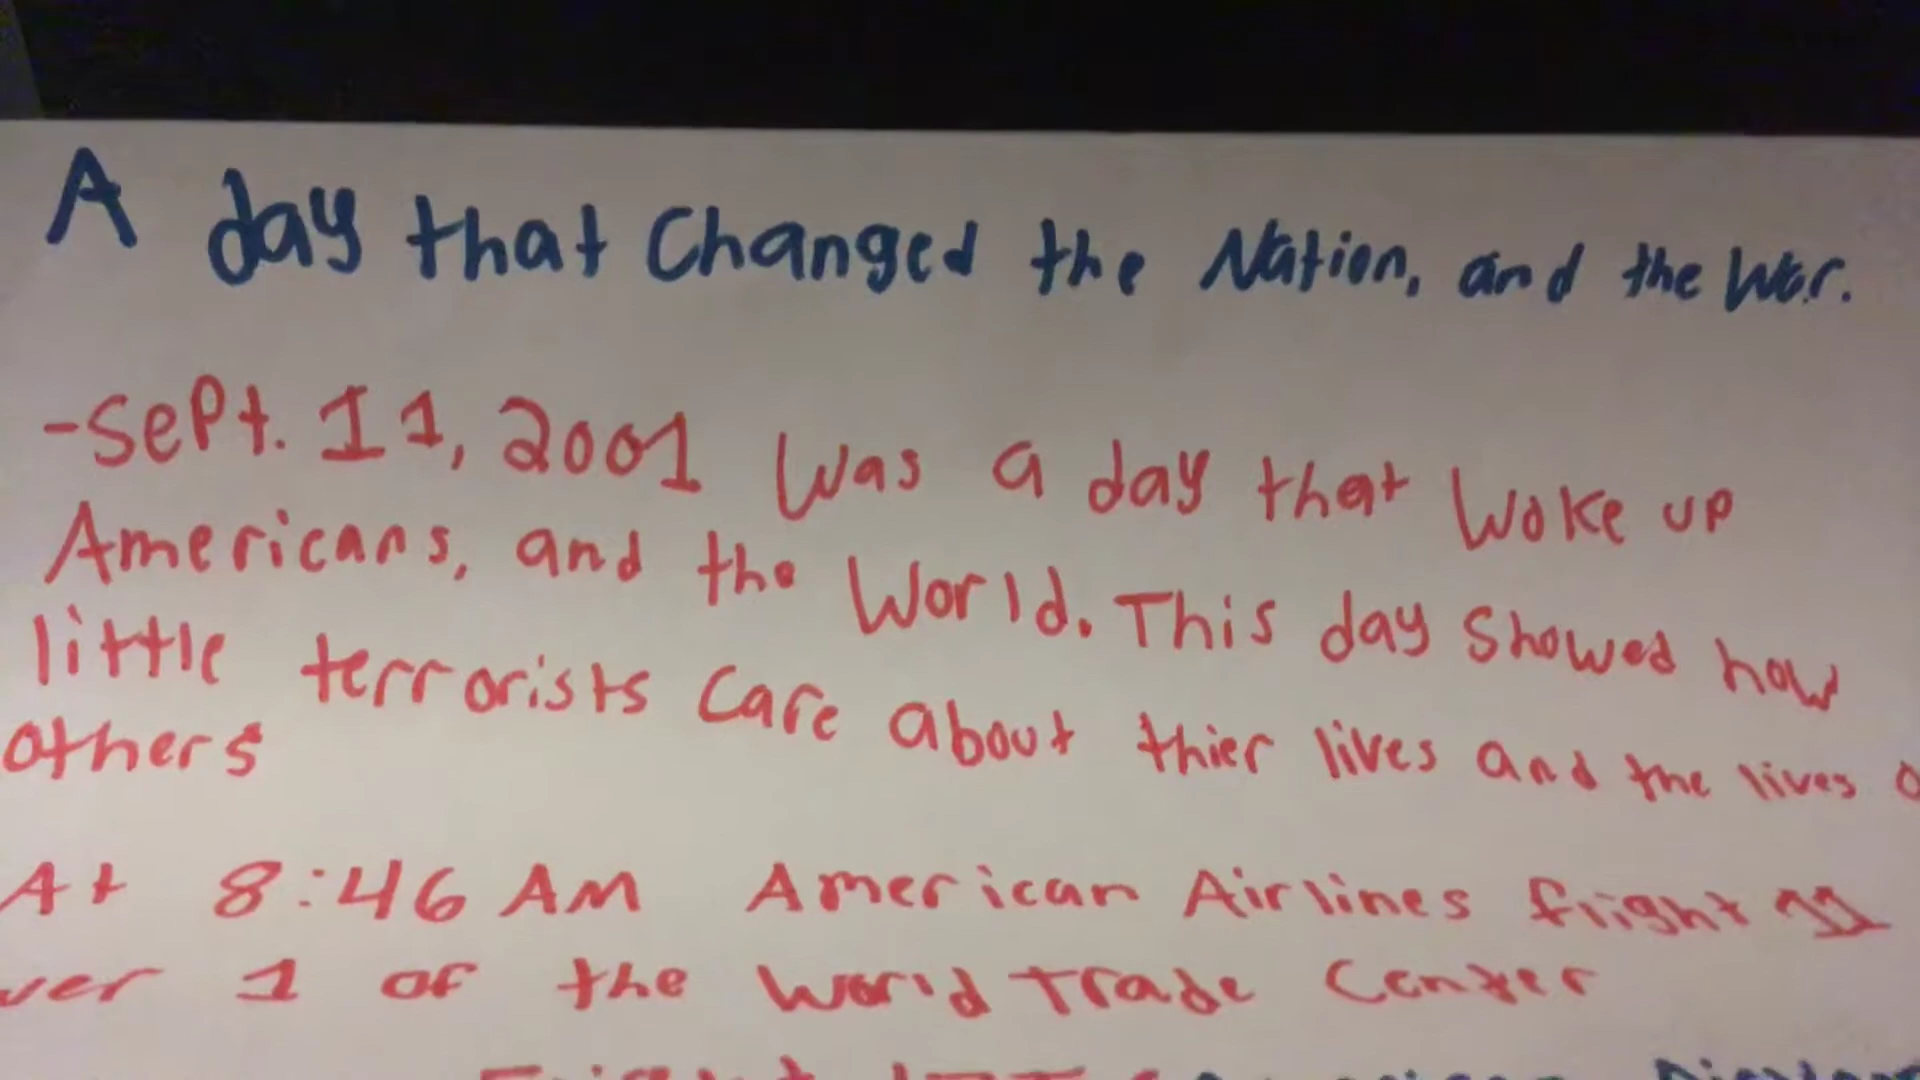 A day that Changed the Nation, and the War.
-Sept. 11, 2001 Was a day that Woke up
Americans, and the World. This day Showed how
little terrorists Care about thier lives and the lives
others
At 8:46 AM American Airlines flight 11
1 of the World Trade Center